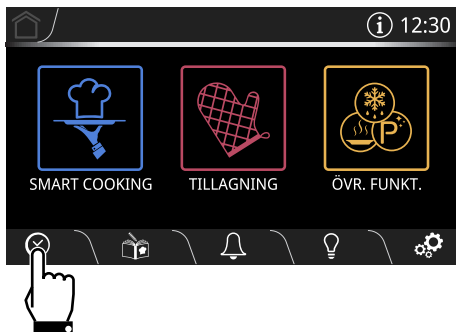 12:30
SMART COOKING
TILLAGNING
ÖVR. FUNKT.
P